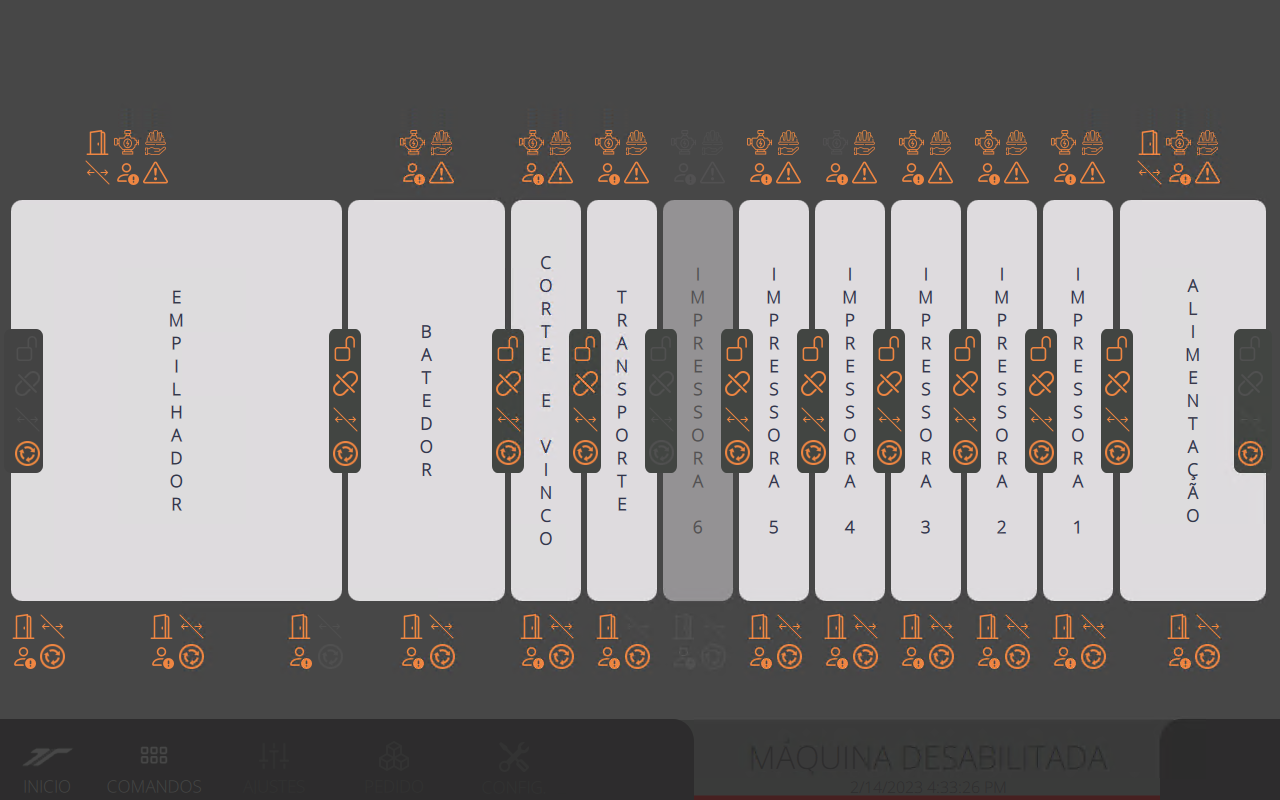 EMPILHADOR
BATEDOR
CORTE E VINCO
TRANSPORTE
IMPRESSORA 6
IMPRESSORA 5
IMPRESSORA 4
IMPRESSORA 3
IMPRESSORA 2
IMPRESSORA 1
ALIMENTAÇÃO
INICIO
COMANDOS
AJUSTES
PEDIDO
CONFIG
MÁQUINA DESABILITADA
2/14/2023 4:33:26 PM